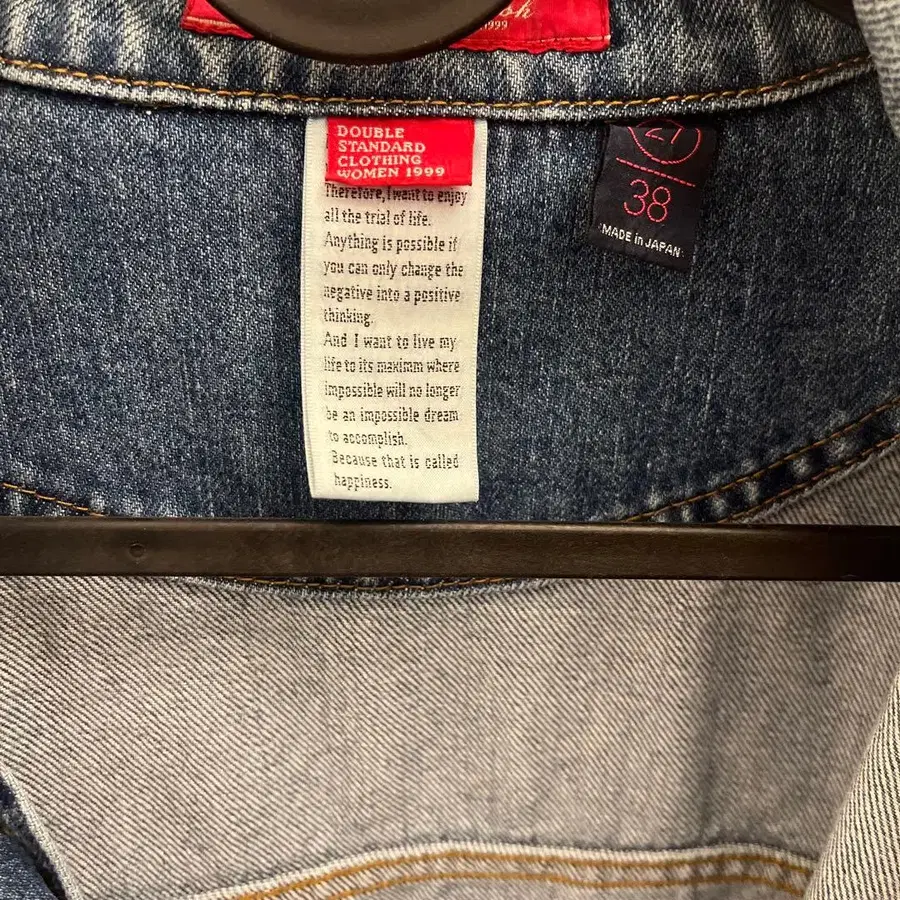 1999
DOUBLE
STANDARD
CLOTHING
WOMEN 1999
Therefore, I want to enjoy
all the trial of life.
Anything is possible if
you can only change the
negative into a positive
thinking.
And I want to live my
life to its maximm where
impossible will no longer
be an impossible dream
to accomplish.
Because that is called
happiness.
27
38
MADE in JAPAN